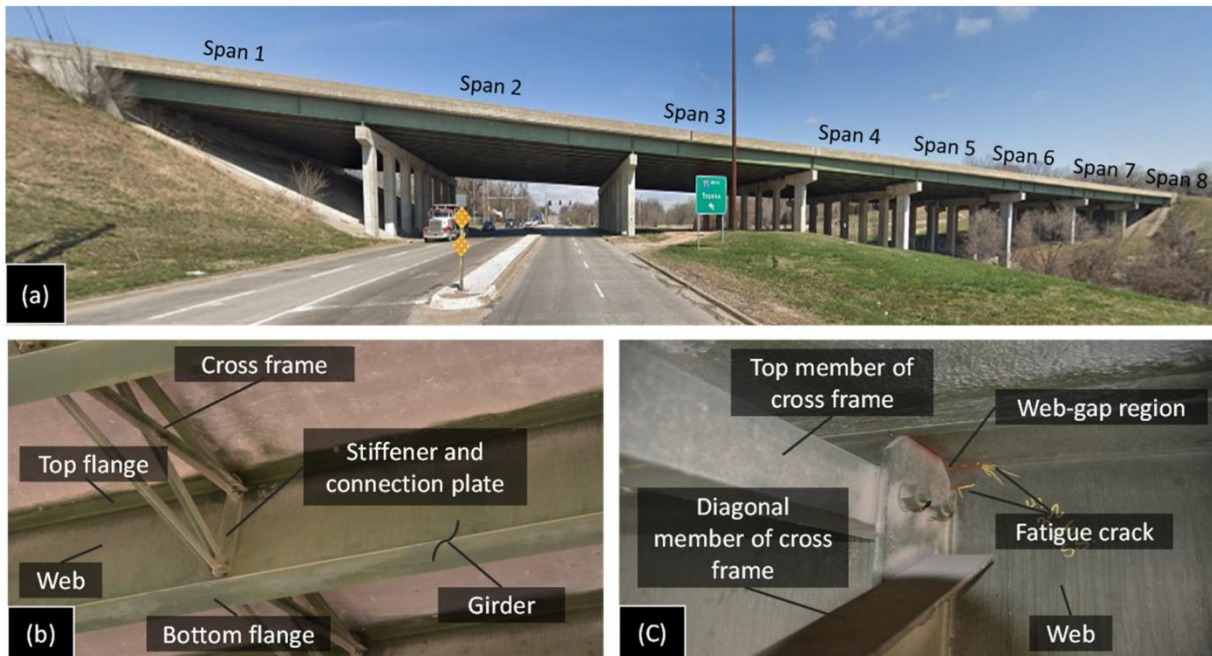 Span 1
Span 2
Span 3
Span 4
Span 5
Span 6
Span 7
Span 8
Topeka
(a)
Cross frame
Top flange
Stiffener and
connection plate
Web
Girder
Bottom flange
(b)
Top member of
cross frame
Web-gap region
Diagonal
member of cross
frame
Fatigue crack
Web
(C)